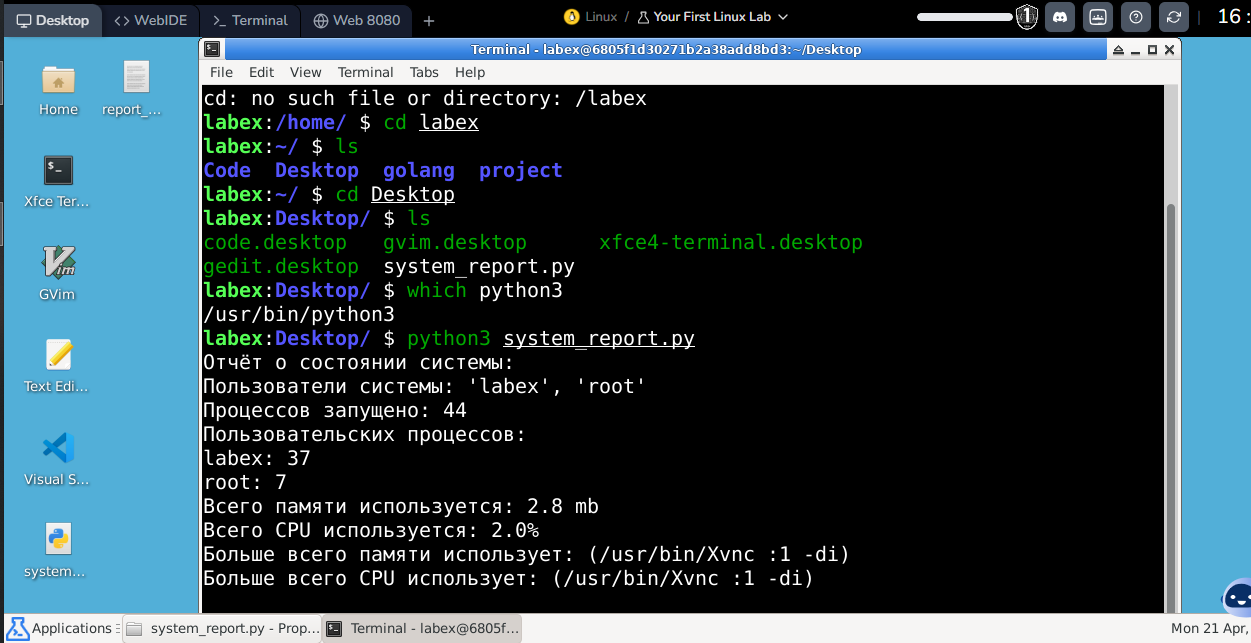 Desktop
WebIDE
Terminal
Web 8080
Linux / Your First Linux Lab
1
16:
Terminal - labex@6805f1d30271b2a38add8bd3:~/Desktop
File Edit View Terminal Tabs Help
Home
report_...
Xfce Ter...
GVim
Text Edi...
Visual S...
system...
cd: no such file or directory: /labex
labex:/home/ $ cd labex
labex:~/ $ ls
Code Desktop golang project
labex:~/ $ cd Desktop
labex:Desktop/ $ ls
code.desktop gvim.desktop xfce4-terminal.desktop
gedit.desktop system_report.py
labex:Desktop/ $ which python3
/usr/bin/python3
labex:Desktop/ $ python3 system_report.py
Отчёт о состоянии системы:
Пользователи системы: 'labex', 'root'
Процессов запущено: 44
Пользовательских процессов:
labex: 37
root: 7
Всего памяти используется: 2.8 mb
Всего CPU используется: 2.0%
Больше всего памяти использует: (/usr/bin/Xvnc :1 -di)
Больше всего CPU использует: (/usr/bin/Xvnc :1 -di)
Applications
system_report.py - Prop...
Terminal - labex@6805f...
Mon 21 Apr,